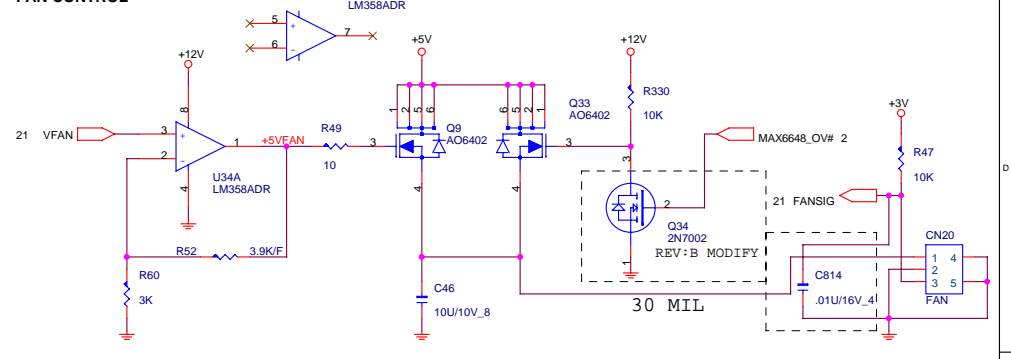 FAN CONTROL
LM358ADR
5
6
7
+12V
+5V
+12V
+3V
8
1 2 5 6
6 5 2 1
R330
10K
Q33
AO6402
Q9
AO6402
21 VFAN
3
2
1
+5VFAN
R49
10
3
3
3
MAX6648_OV# 2
R47
10K
U34A
LM358ADR
4
4
4
21 FANSIG
2
Q34
2N7002
1
REV:B MODIFY
R52
3.9K/F
R60
3K
C46
10U/10V_8
30 MIL
C814
.01U/16V_4
CN20
1 4
2
3 5
FAN
D